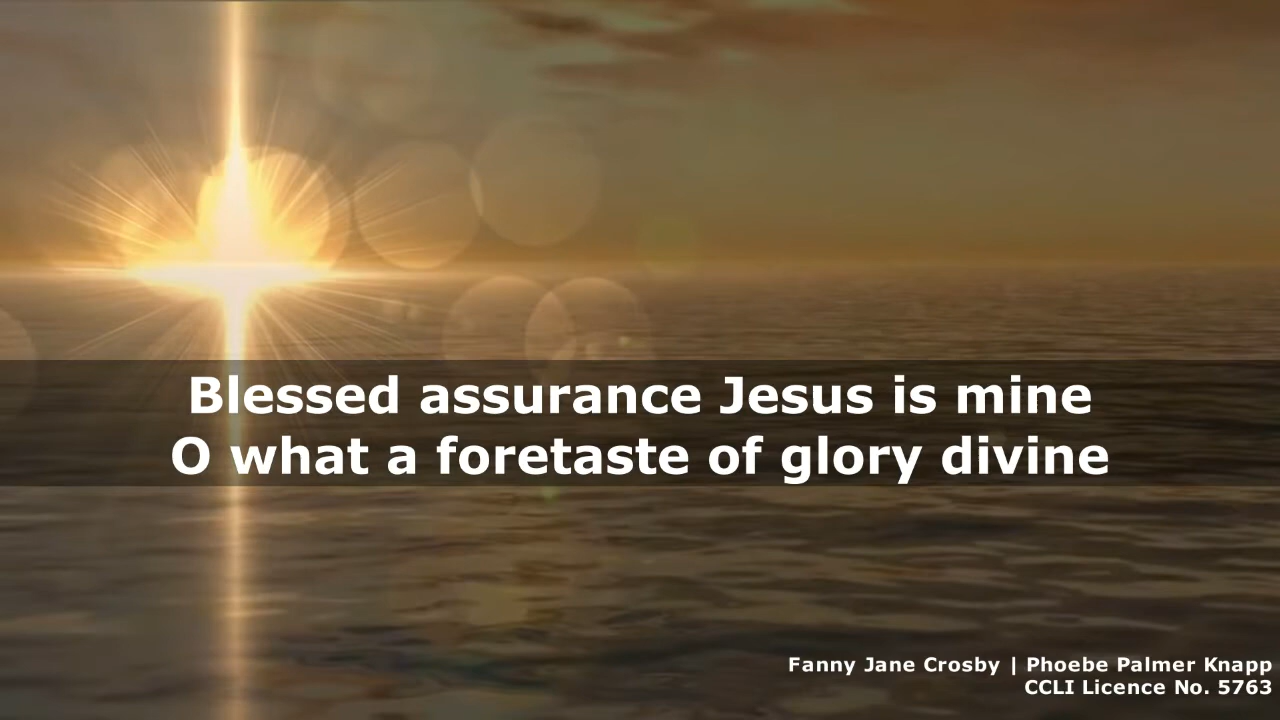 Blessed assurance Jesus is mine
O what a foretaste of glory divine
Fanny Jane Crosby | Phoebe Palmer Knapp
CCLI Licence No. 5763